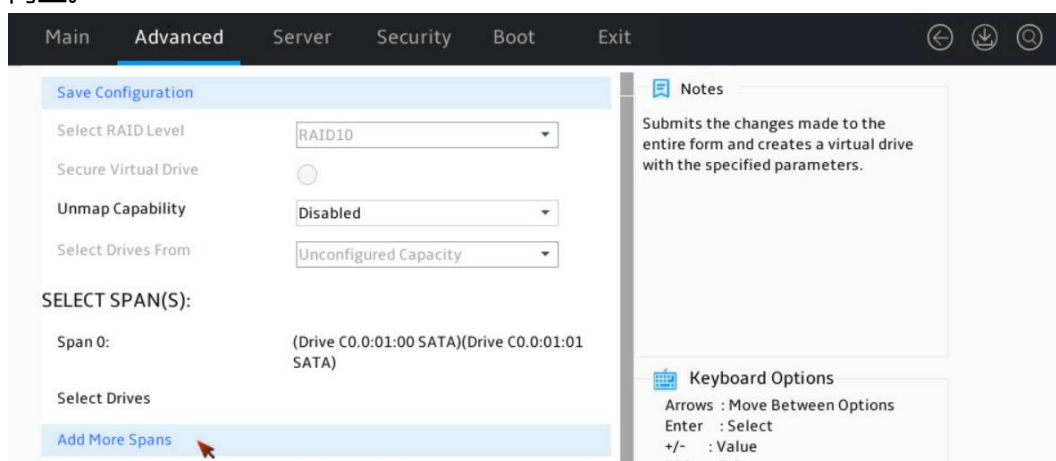 Main Advanced Server Security Boot Exit
Save Configuration
Select RAID Level RAID10
Secure Virtual Drive
Unmap Capability Disabled
Select Drives From Unconfigured Capacity
SELECT SPAN(S):
Span 0: (Drive C0.0:01:00 SATA)(Drive C0.0:01:01
SATA)
Select Drives
Add More Spans
Notes
Submits the changes made to the
entire form and creates a virtual drive
with the specified parameters.
Keyboard Options
Arrows : Move Between Options
Enter : Select
+/- : Value